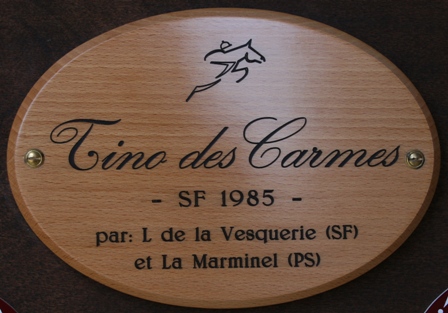 Tino des Carmes
- SF 1985 -
par: L de la Vesquerie (SF)
et La Marminel (PS)